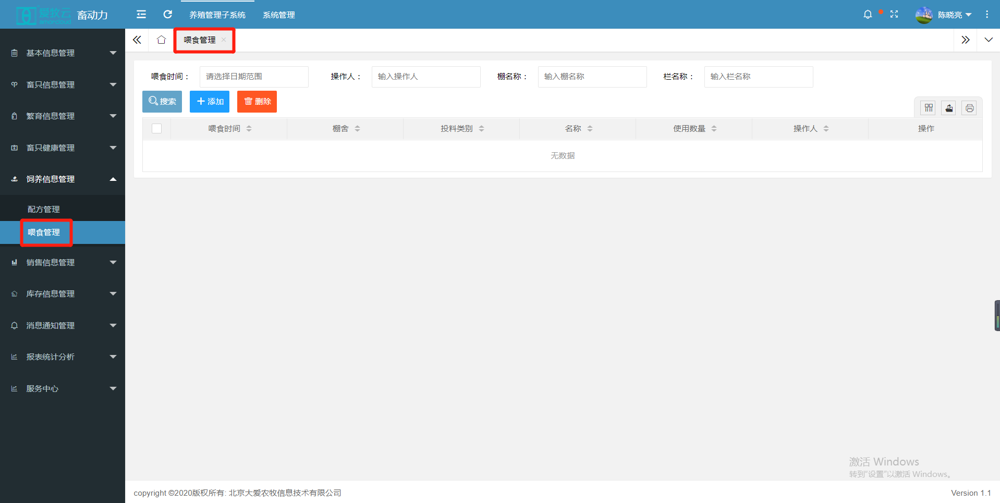 爱牧云 畜动力
amorcloud
养殖管理子系统 系统管理
陈晓亮
喂食管理
基本信息管理
畜只信息管理
繁育信息管理
畜只健康管理
饲养信息管理
配方管理
喂食管理
销售信息管理
库存信息管理
消息通知管理
报表统计分析
服务中心
喂食时间： 请选择日期范围 操作人： 输入操作人 棚名称： 输入棚名称 栏名称： 输入栏名称
搜索 添加 删除
喂食时间 棚舍 投料类别 名称 使用数量 操作人 操作
无数据
激活 Windows
转到“设置”以激活 Windows。
copyright ©2020版权所有: 北京大爱农牧信息技术有限公司 Version 1.1